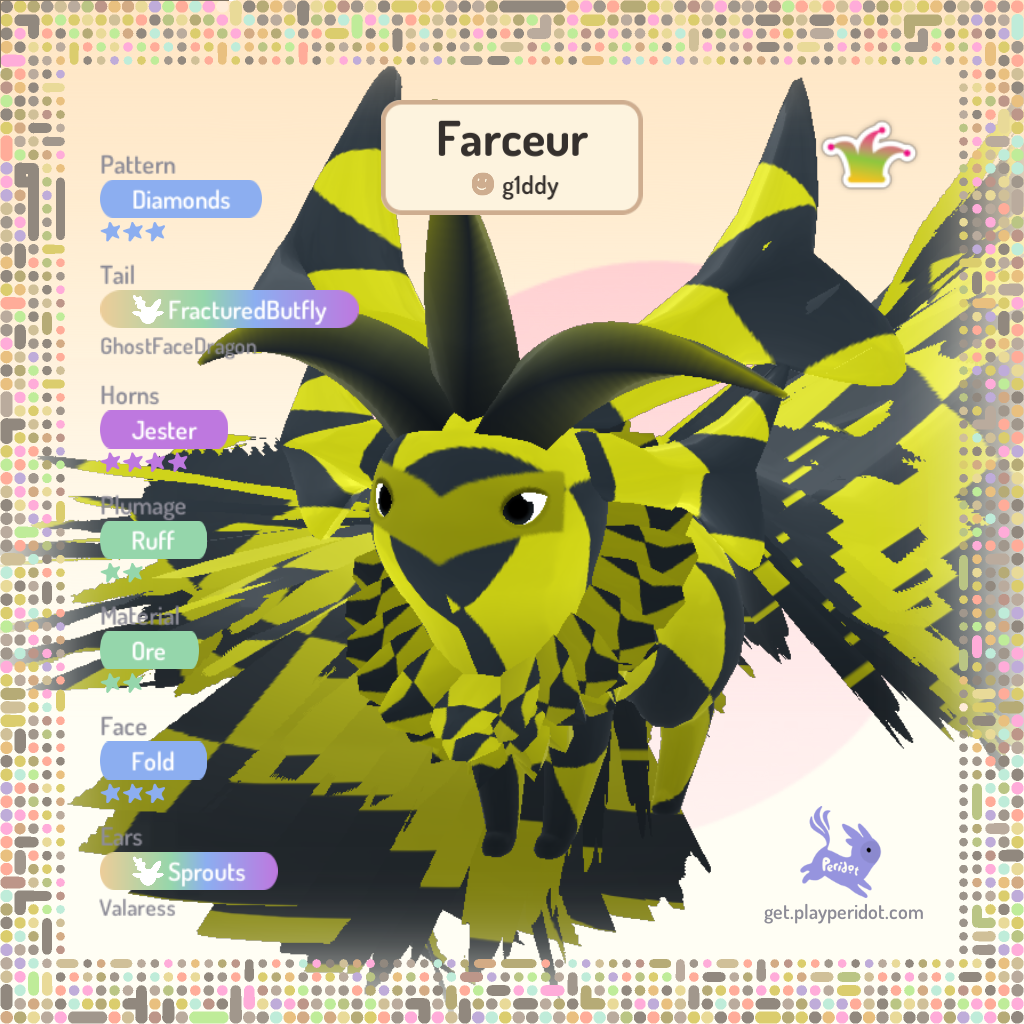 Farceur
g1ddy
Pattern
Diamonds
Tail
FracturedButfly
GhostFaceDragon
Horns
Jester
Plumage
Ruff
Material
Ore
Face
Fold
Ears
Sprouts
Valaress
Peridot
get.playperidot.com